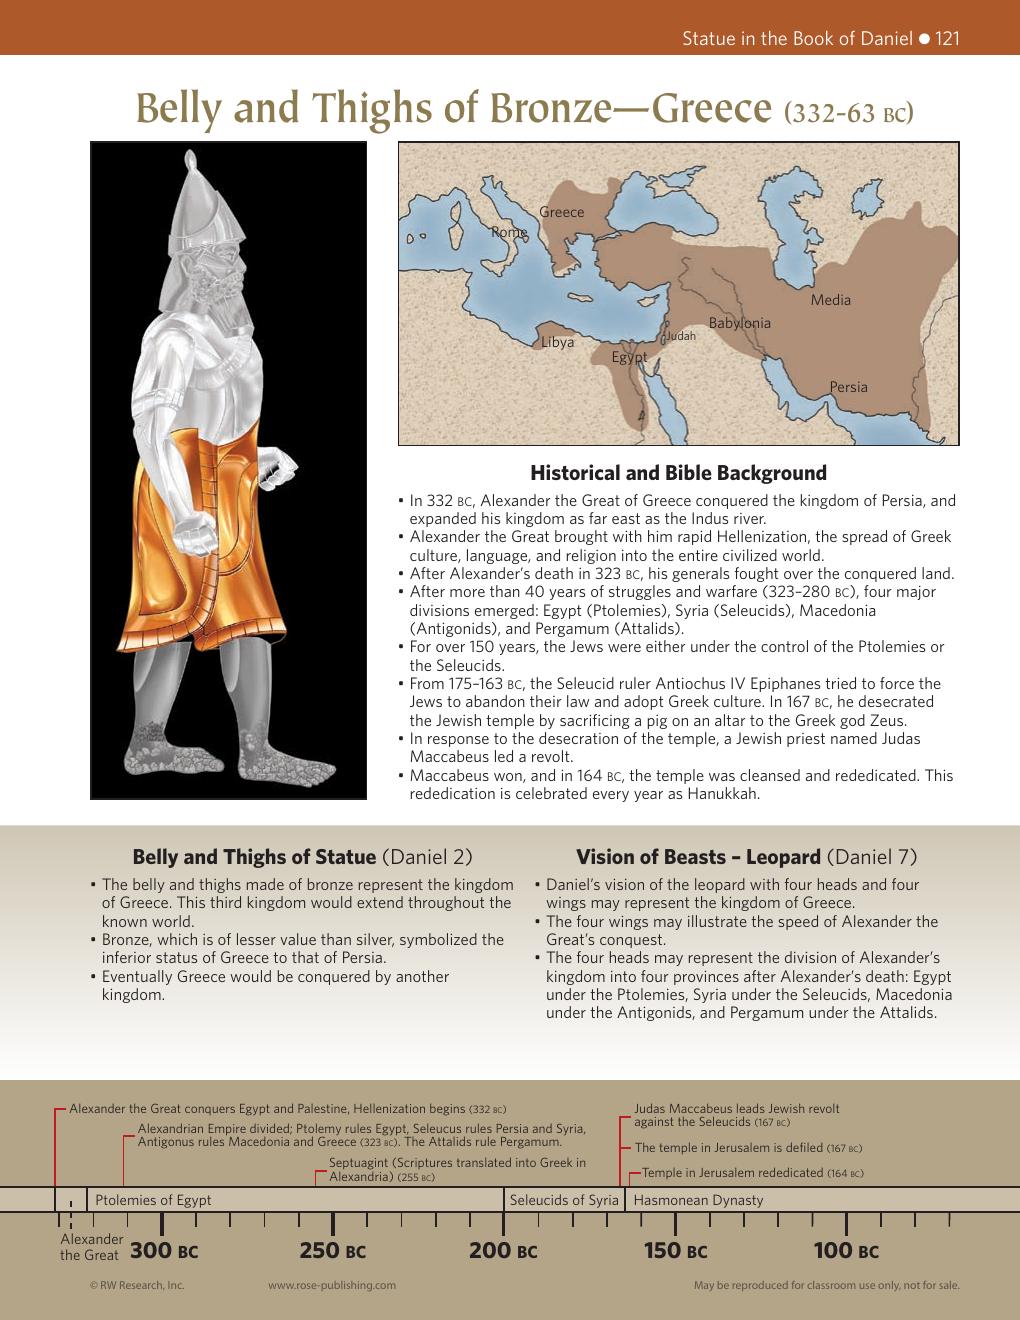 Statue in the Book of Daniel ● 121
Belly and Thighs of Bronze—Greece (332-63 BC)
Greece
Rome
Media
Babylonia
Judah
Libya
Egypt
Persia
Historical and Bible Background
• In 332 BC, Alexander the Great of Greece conquered the kingdom of Persia, and
expanded his kingdom as far east as the Indus river.
• Alexander the Great brought with him rapid Hellenization, the spread of Greek
culture, language, and religion into the entire civilized world.
• After Alexander's death in 323 BC, his generals fought over the conquered land.
• After more than 40 years of struggles and warfare (323–280 BC), four major
divisions emerged: Egypt (Ptolemies), Syria (Seleucids), Macedonia
(Antigonids), and Pergamum (Attalids).
• For over 150 years, the Jews were either under the control of the Ptolemies or
the Seleucids.
• From 175–163 BC, the Seleucid ruler Antiochus IV Epiphanes tried to force the
Jews to abandon their law and adopt Greek culture. In 167 BC, he desecrated
the Jewish temple by sacrificing a pig on an altar to the Greek god Zeus.
• In response to the desecration of the temple, a Jewish priest named Judas
Maccabeus led a revolt.
• Maccabeus won, and in 164 BC, the temple was cleansed and rededicated. This
rededication is celebrated every year as Hanukkah.
Belly and Thighs of Statue (Daniel 2)
• The belly and thighs made of bronze represent the kingdom
of Greece. This third kingdom would extend throughout the
known world.
• Bronze, which is of lesser value than silver, symbolized the
inferior status of Greece to that of Persia.
• Eventually Greece would be conquered by another
kingdom.
Vision of Beasts – Leopard (Daniel 7)
• Daniel's vision of the leopard with four heads and four
wings may represent the kingdom of Greece.
• The four wings may illustrate the speed of Alexander the
Great's conquest.
• The four heads may represent the division of Alexander's
kingdom into four provinces after Alexander's death: Egypt
under the Ptolemies, Syria under the Seleucids, Macedonia
under the Antigonids, and Pergamum under the Attalids.
Alexander the Great conquers Egypt and Palestine, Hellenization begins (332 BC)
Alexandrian Empire divided; Ptolemy rules Egypt, Seleucus rules Persia and Syria,
Antigonus rules Macedonia and Greece (323 BC). The Attalids rule Pergamum.
Septuagint (Scriptures translated into Greek in
Alexandria) (255 BC)
Judas Maccabeus leads Jewish revolt
against the Seleucids (167 BC)
The temple in Jerusalem is defiled (167 BC)
Temple in Jerusalem rededicated (164 BC)
Ptolemies of Egypt
Seleucids of Syria
Hasmonean Dynasty
Alexander
the Great
300 BC
250 BC
200 BC
150 BC
100 BC
© RW Research, Inc.
www.rose-publishing.com
May be reproduced for classroom use only, not for sale.